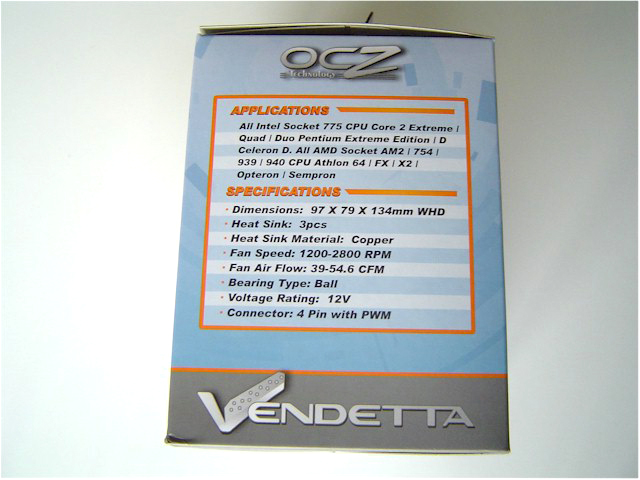 OCZ
Technology
APPLICATIONS
All Intel Socket 775 CPU Core 2 Extreme |
Quad | Duo Pentium Extreme Edition | D
Celeron D. All AMD Socket AM2 | 754 |
939 | 940 CPU Athlon 64 | FX | X2 |
Opteron | Sempron
SPECIFICATIONS
· Dimensions: 97 X 79 X 134mm WHD
· Heat Sink: 3pcs
· Heat Sink Material: Copper
· Fan Speed: 1200-2800 RPM
· Fan Air Flow: 39-54.6 CFM
· Bearing Type: Ball
· Voltage Rating: 12V
· Connector: 4 Pin with PWM
VENDETTA